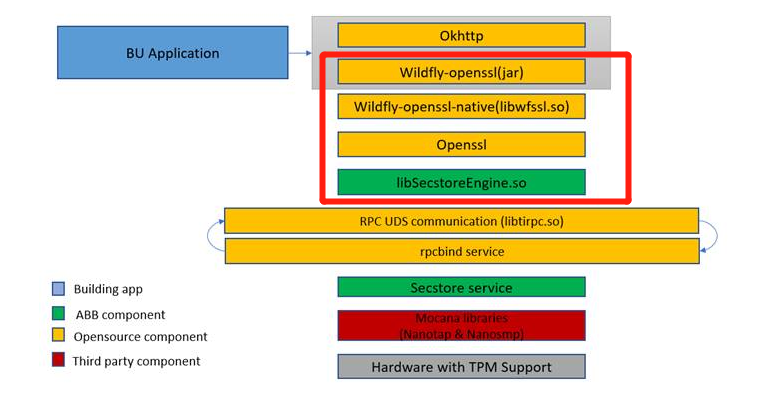 Okhttp
BU Application
Wildfly-openssl(jar)
Wildfly-openssl-native(libwfssl.so)
Openssl
libSecstoreEngine.so
RPC UDS communication (libtirpc.so)
rpcbind service
Secstore service
Mocana libraries
(Nanotap & Nanosmp)
Hardware with TPM Support
Building app
ABB component
Opensource component
Third party component